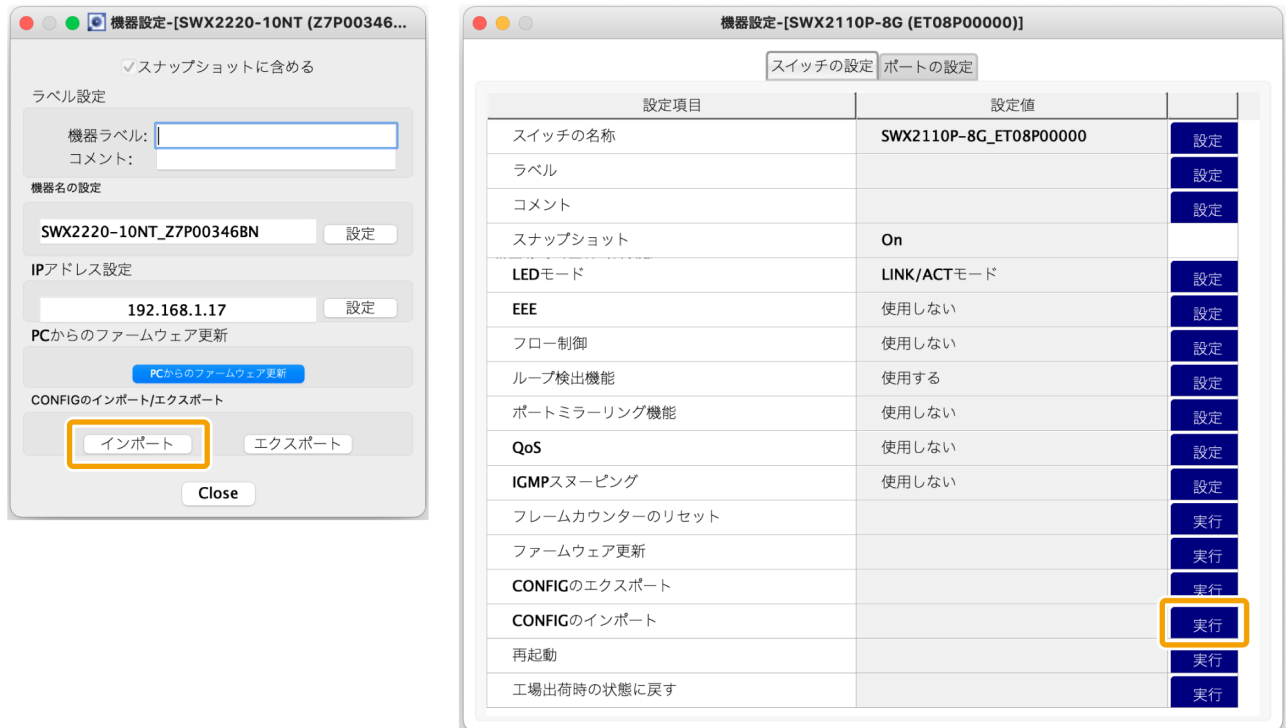 機器設定-[SWX2220-10NT (Z7P00346...
スナップショットに含める
ラベル設定
機器ラベル:
コメント:
機器名の設定
SWX2220-10NT_Z7P00346BN 設定
IPアドレス設定
192.168.1.17 設定
PCからのファームウェア更新
PCからのファームウェア更新
CONFIGのインポート/エクスポート
インポート エクスポート
Close
機器設定-[SWX2110P-8G (ET08P00000)]
スイッチの設定 ポートの設定
設定項目 設定値
スイッチの名称 SWX2110P-8G_ET08P00000 設定
ラベル 設定
コメント 設定
スナップショット On
LEDモード LINK/ACTモード 設定
EEE 使用しない 設定
フロー制御 使用しない 設定
ループ検出機能 使用する 設定
ポートミラーリング機能 使用しない 設定
QoS 使用しない 設定
IGMPスヌーピング 使用しない 設定
フレームカウンターのリセット 実行
ファームウェア更新 実行
CONFIGのエクスポート 実行
CONFIGのインポート 実行
再起動 実行
工場出荷時の状態に戻す 実行